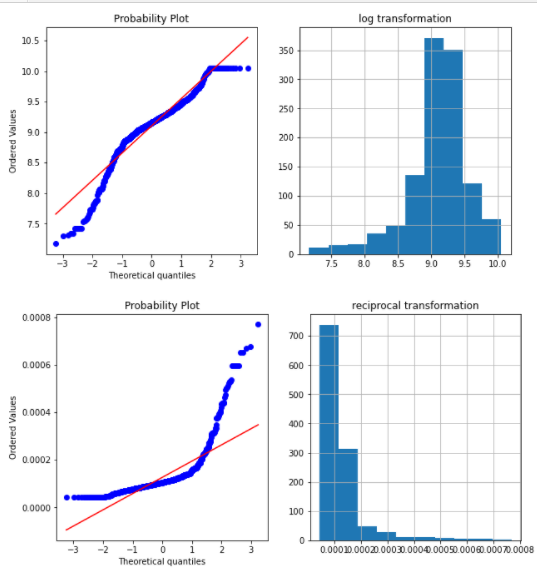 Probability Plot
10.5
10.0
9.5
9.0
8.5
8.0
7.5
Ordered Values
−3 −2 −1 0 1 2 3
Theoretical quantiles
log transformation
350
300
250
200
150
100
50
0
7.5 8.0 8.5 9.0 9.5 10.0
Probability Plot
0.0008
0.0006
0.0004
0.0002
0.0000
Ordered Values
−3 −2 −1 0 1 2 3
Theoretical quantiles
reciprocal transformation
700
600
500
400
300
200
100
0
0.0001 0.0002 0.0003 0.0004 0.0005 0.0006 0.0007 0.0008